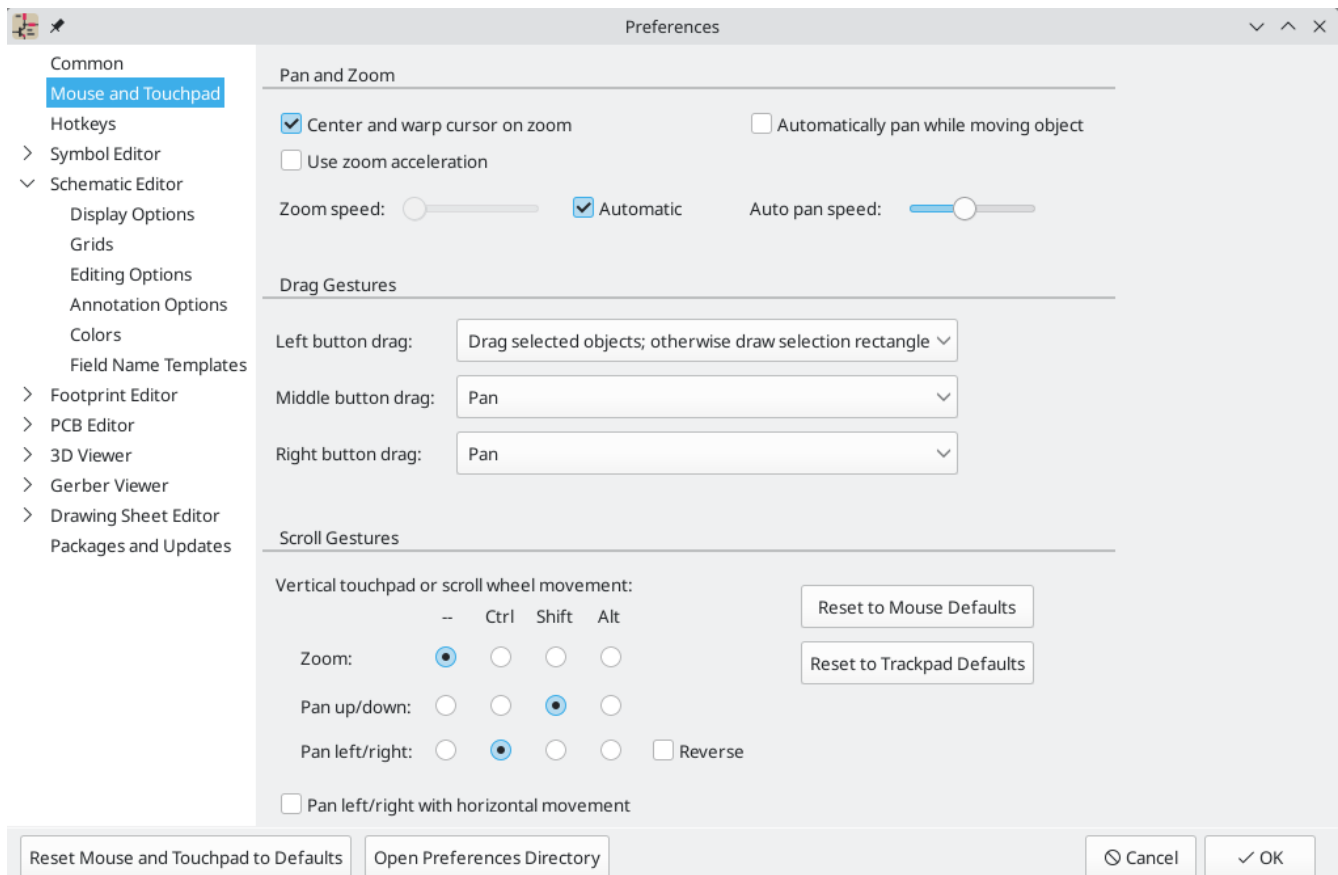 Preferences
Common
Mouse and Touchpad
Hotkeys
Symbol Editor
Schematic Editor
Display Options
Grids
Editing Options
Annotation Options
Colors
Field Name Templates
Footprint Editor
PCB Editor
3D Viewer
Gerber Viewer
Drawing Sheet Editor
Packages and Updates
Pan and Zoom
Center and warp cursor on zoom
Automatically pan while moving object
Use zoom acceleration
Zoom speed:
Automatic
Auto pan speed:
Drag Gestures
Left button drag:
Drag selected objects; otherwise draw selection rectangle
Middle button drag:
Pan
Right button drag:
Pan
Scroll Gestures
Vertical touchpad or scroll wheel movement:
-- Ctrl Shift Alt
Zoom:
Pan up/down:
Pan left/right:
Reverse
Pan left/right with horizontal movement
Reset to Mouse Defaults
Reset to Trackpad Defaults
Reset Mouse and Touchpad to Defaults
Open Preferences Directory
Cancel
OK